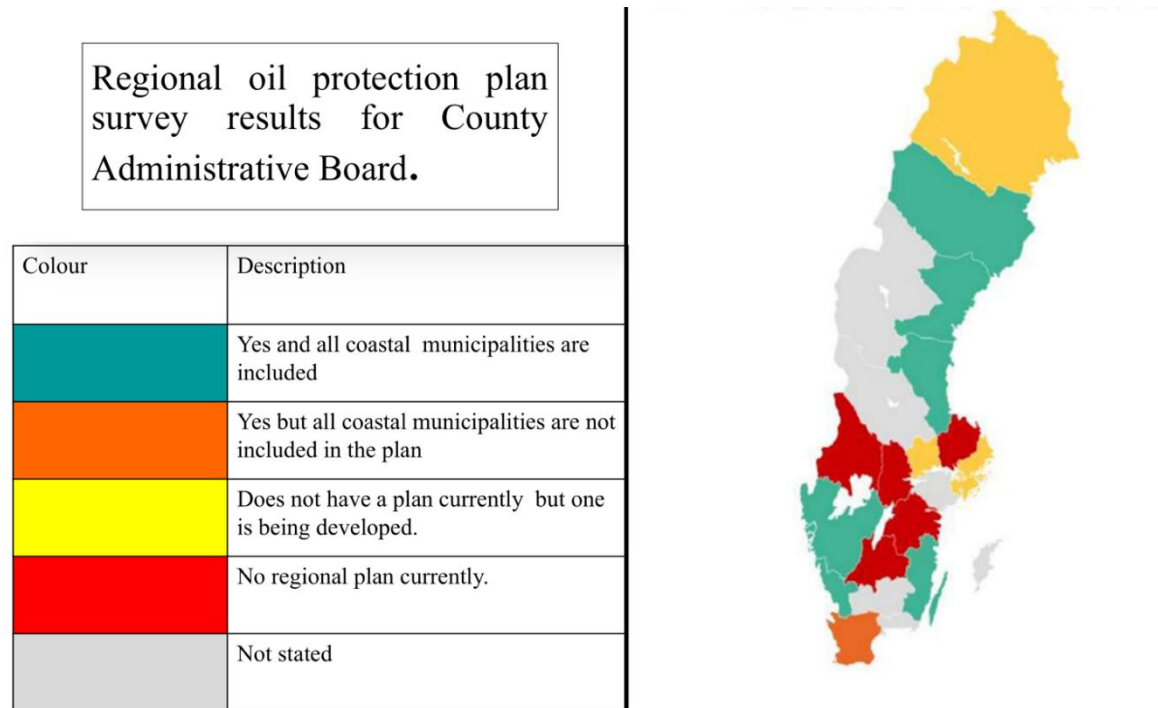 Regional oil protection plan
survey results for County
Administrative Board.
Colour
Description
Yes and all coastal municipalities are
included
Yes but all coastal municipalities are not
included in the plan
Does not have a plan currently but one
is being developed.
No regional plan currently.
Not stated